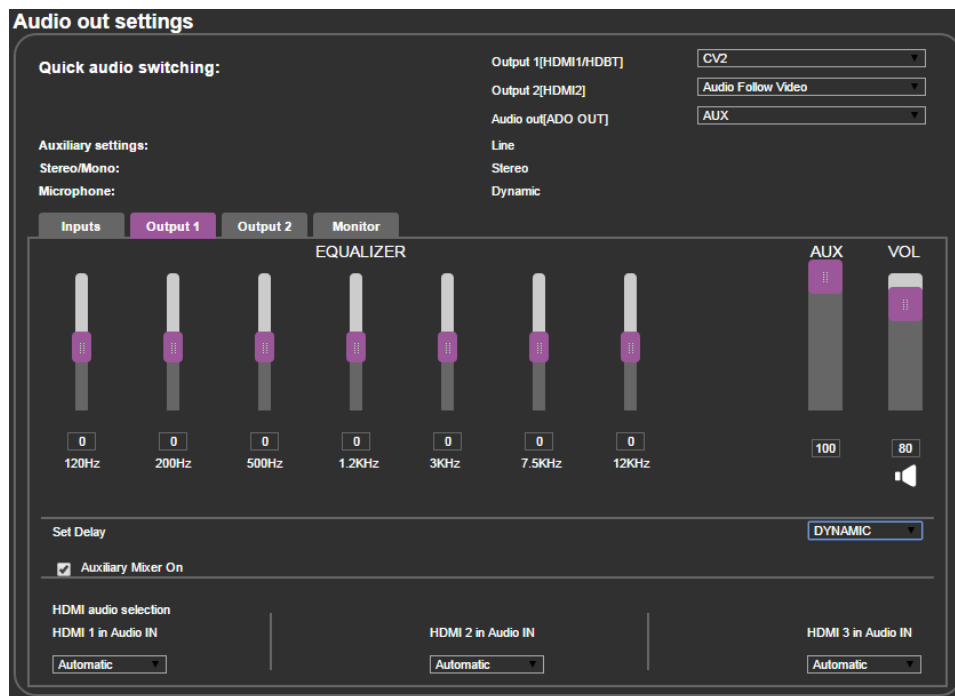 Audio out settings
Quick audio switching:
Output 1[HDMI1/HDBT] CV2
Output 2[HDMI2] Audio Follow Video
Audio out[ADO OUT] AUX
Auxiliary settings: Line
Stereo/Mono: Stereo
Microphone: Dynamic
Inputs Output 1 Output 2 Monitor
EQUALIZER AUX VOL
0 0 0 0 0 0 0 100 80
120Hz 200Hz 500Hz 1.2KHz 3KHz 7.5KHz 12KHz
Set Delay DYNAMIC
Auxiliary Mixer On
HDMI audio selection
HDMI 1 in Audio IN HDMI 2 in Audio IN HDMI 3 in Audio IN
Automatic Automatic Automatic